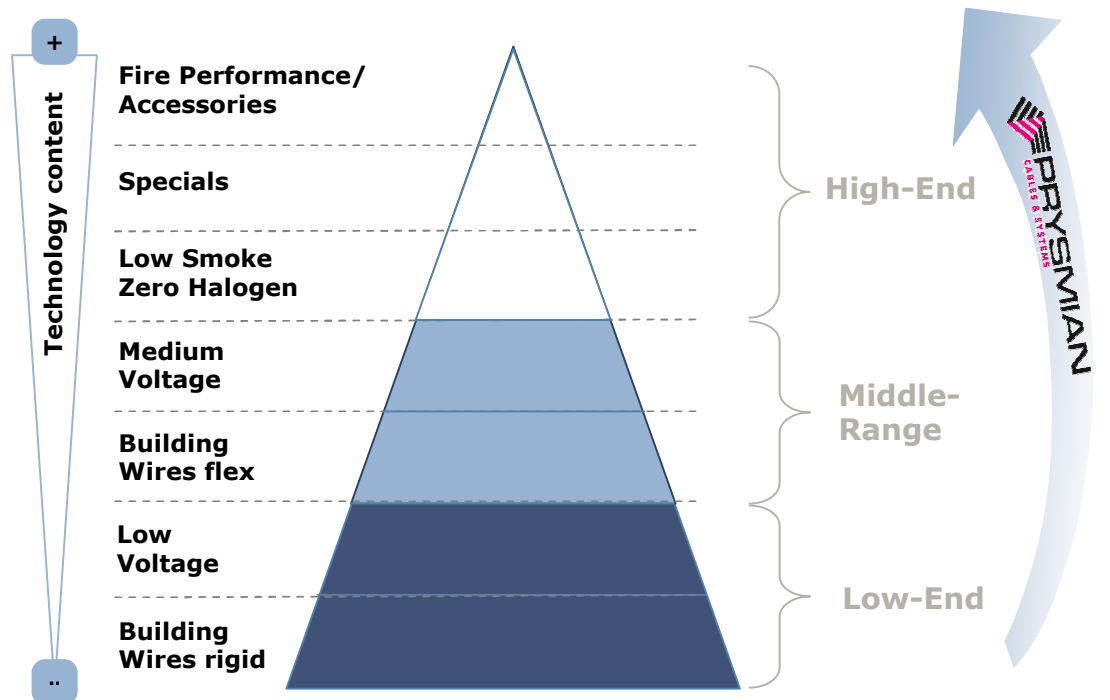 +
Technology content
..
Fire Performance/
Accessories
Specials
Low Smoke
Zero Halogen
Medium
Voltage
Building
Wires flex
Low
Voltage
Building
Wires rigid
High-End
Middle-
Range
Low-End
PRYSMIAN
CABLES & SYSTEMS